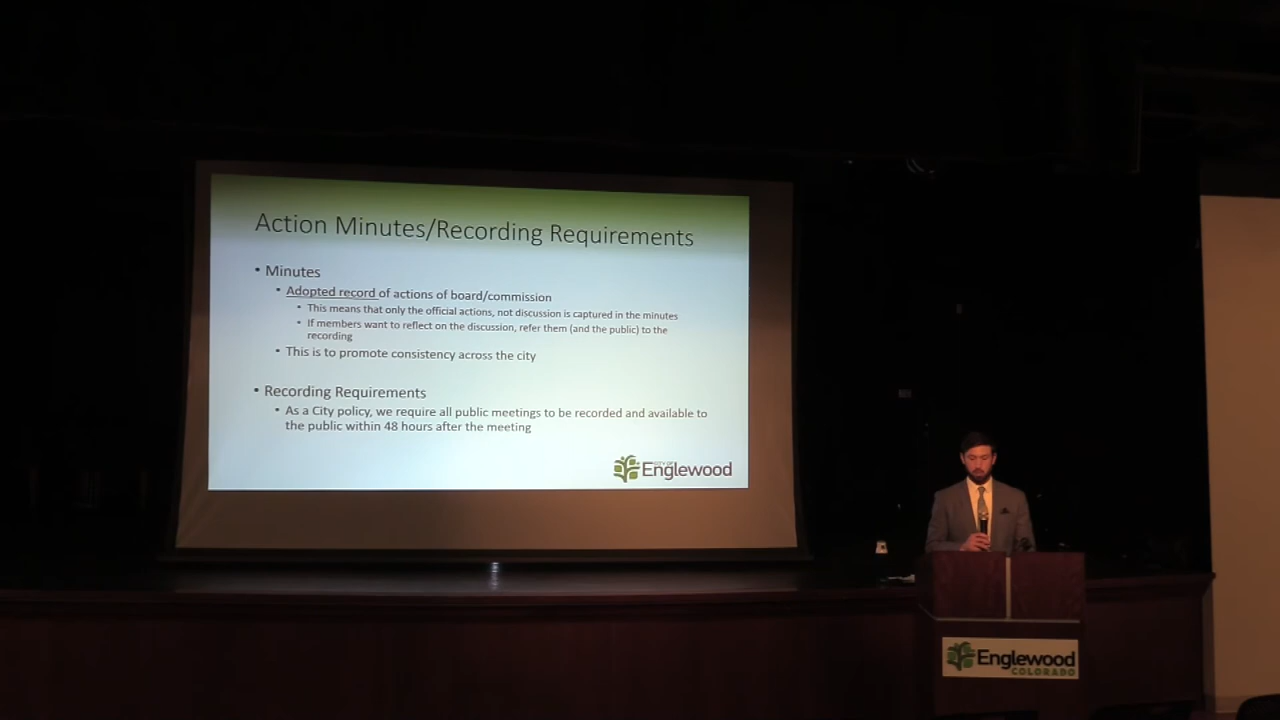 Action Minutes/Recording Requirements
• Minutes
• Adopted record of actions of board/commission
• This means that only the official actions, not discussion is captured in the minutes
• If members want to reflect on the discussion, refer them (and the public) to the
recording
• This is to promote consistency across the city
• Recording Requirements
• As a City policy, we require all public meetings to be recorded and available to
the public within 48 hours after the meeting
CITY OF
Englewood
Englewood
COLORADO